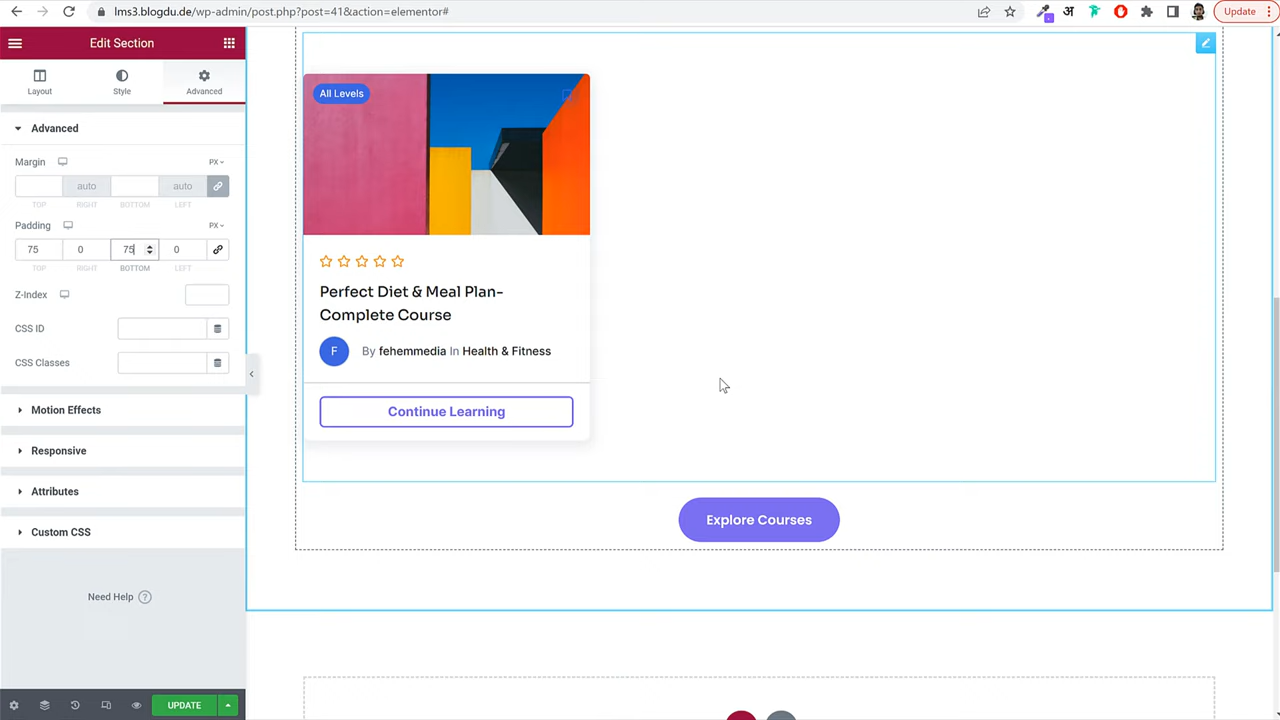 lms3.blogdu.de/wp-admin/post.php?post=41&action=elementor#
अ
Update
Edit Section
Layout
Style
Advanced
Advanced
Margin
PX
auto
auto
TOP
RIGHT
BOTTOM
LEFT
Padding
PX
75
0
75
0
TOP
RIGHT
BOTTOM
LEFT
Z-Index
CSS ID
CSS Classes
Motion Effects
Responsive
Attributes
Custom CSS
Need Help ?
UPDATE
All Levels
Perfect Diet & Meal Plan-
Complete Course
F
By fehemmedia In Health & Fitness
Continue Learning
Explore Courses